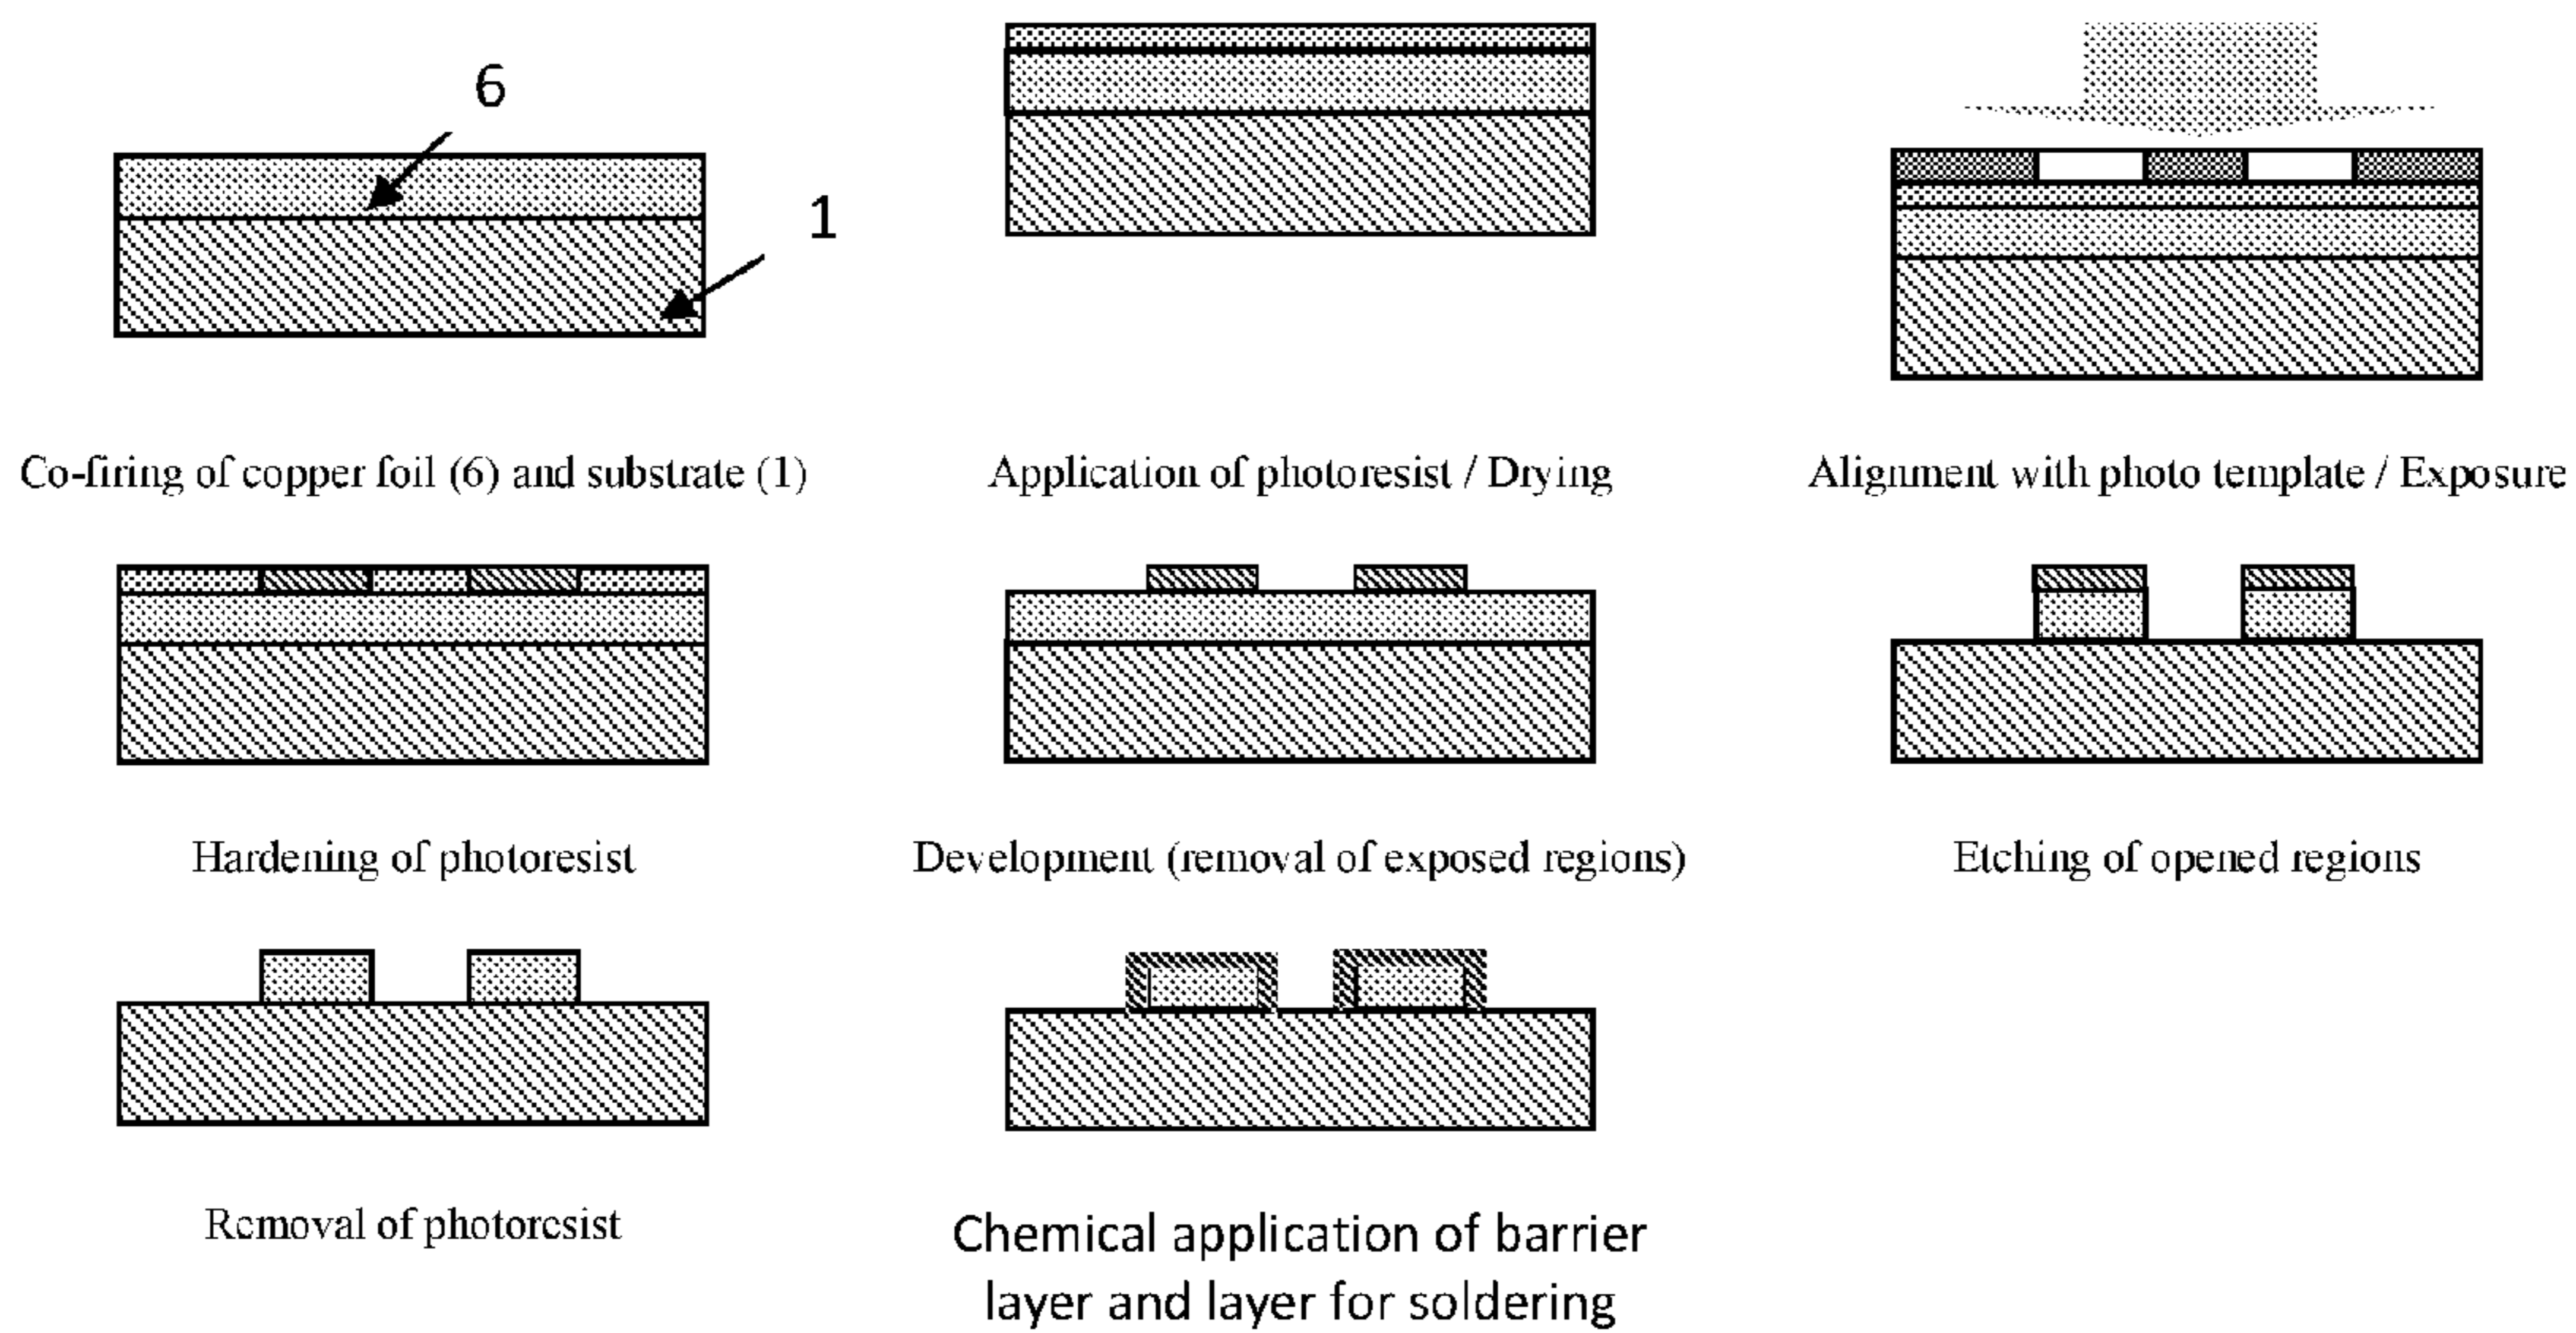 6
1
Co-firing of copper foil (6) and substrate (1)
Application of photoresist / Drying
Alignment with photo template / Exposure
Hardening of photoresist
Development (removal of exposed regions)
Etching of opened regions
Removal of photoresist
Chemical application of barrier
layer and layer for soldering